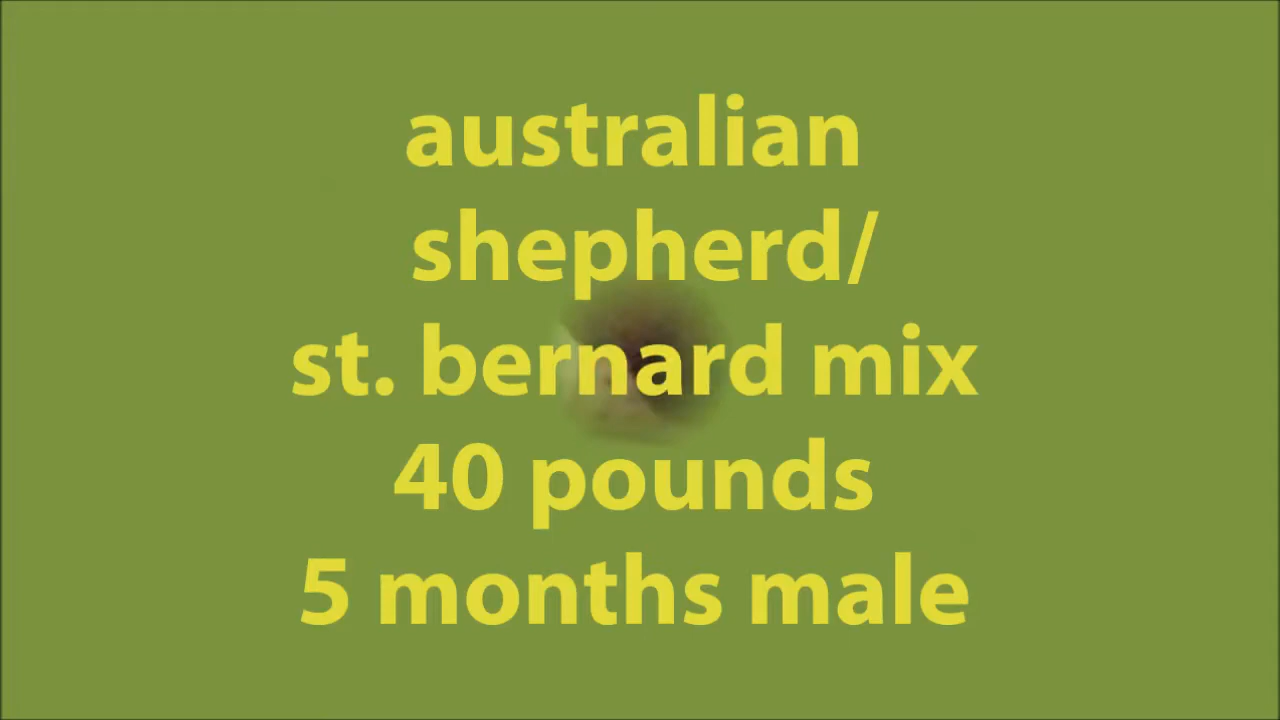 australian
shepherd/
st. bernard mix
40 pounds
5 months male